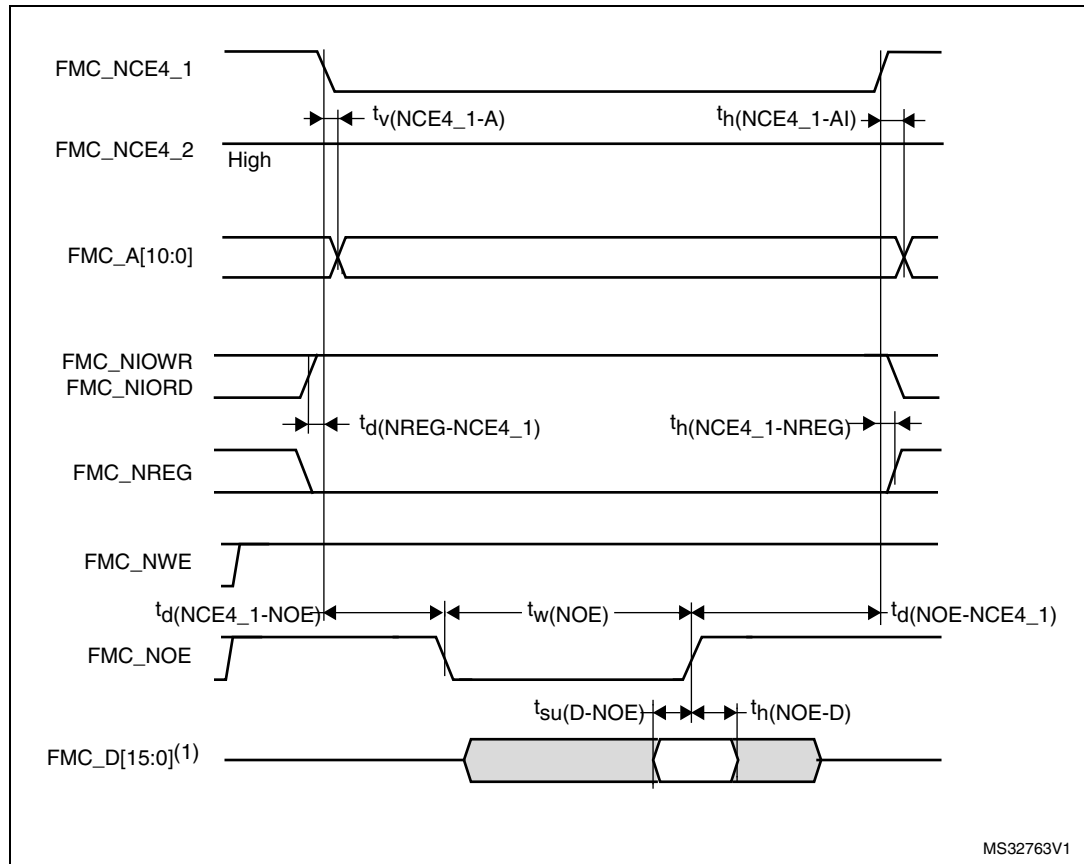 FMC_NCE4_1
tv(NCE4_1-A)
th(NCE4_1-AI)
FMC_NCE4_2
High
FMC_A[10:0]
FMC_NIOWR
FMC_NIORD
td(NREG-NCE4_1)
th(NCE4_1-NREG)
FMC_NREG
FMC_NWE
td(NCE4_1-NOE)
tw(NOE)
td(NOE-NCE4_1)
FMC_NOE
tsu(D-NOE)
th(NOE-D)
FMC_D[15:0](1)
MS32763V1